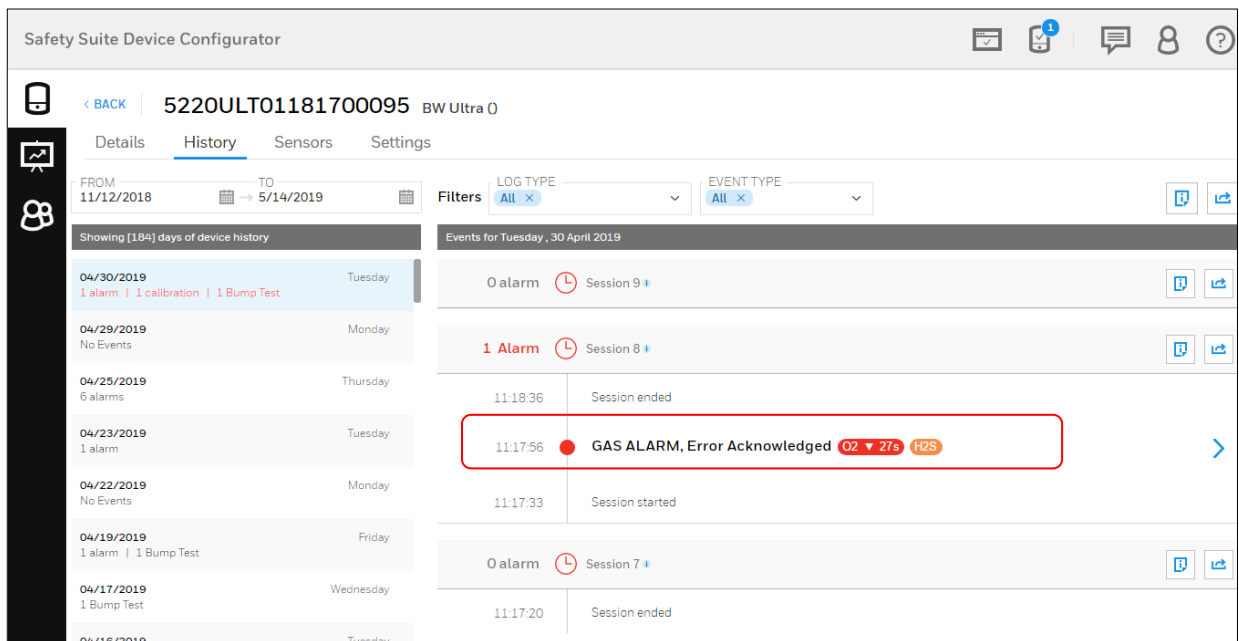 Safety Suite Device Configurator
1
?
< BACK 5220ULT01181700095 BW Ultra ()
Details History Sensors Settings
FROM TO
11/12/2018 → 5/14/2019
Filters
LOG TYPE
All ×
EVENT TYPE
All ×
Showing [184] days of device history
04/30/2019 Tuesday
1 alarm | 1 calibration | 1 Bump Test
04/29/2019 Monday
No Events
04/25/2019 Thursday
6 alarms
04/23/2019 Tuesday
1 alarm
04/22/2019 Monday
No Events
04/19/2019 Friday
1 alarm | 1 Bump Test
04/17/2019 Wednesday
1 Bump Test
04/16/2019 Tuesday
Events for Tuesday , 30 April 2019
0 alarm Session 9
1 Alarm Session 8
11:18:36 Session ended
11:17:56 GAS ALARM, Error Acknowledged O2 ▼ 27s H2S
11:17:33 Session started
0 alarm Session 7
11:17:20 Session ended